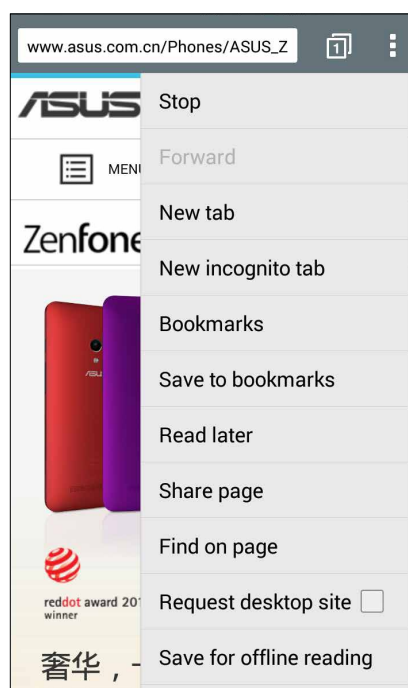 www.asus.com.cn/Phones/ASUS_Z
1
ASUS
Stop
Forward
MENU
New tab
Zenfone
New incognito tab
Bookmarks
Save to bookmarks
ASU
Read later
Share page
Find on page
reddot award 201
winner
Request desktop site
奢华，
Save for offline reading